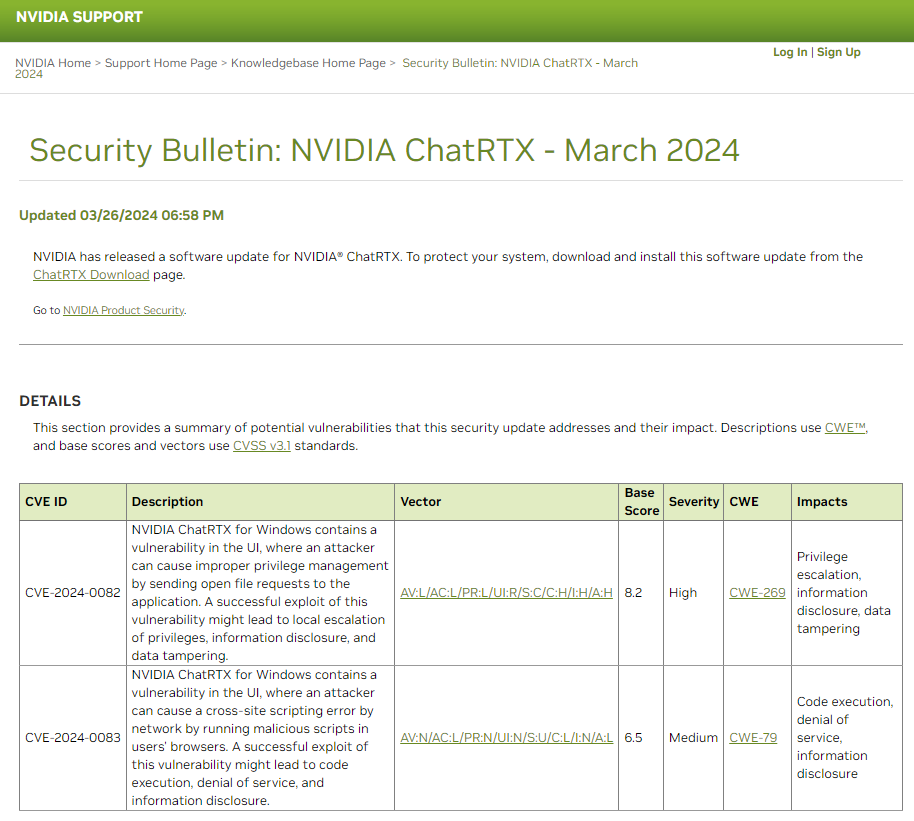 NVIDIA SUPPORT
Log In | Sign Up
NVIDIA Home > Support Home Page > Knowledgebase Home Page > Security Bulletin: NVIDIA ChatRTX - March
2024
Security Bulletin: NVIDIA ChatRTX - March 2024
Updated 03/26/2024 06:58 PM
NVIDIA has released a software update for NVIDIA® ChatRTX. To protect your system, download and install this software update from the
ChatRTX Download page.
Go to NVIDIA Product Security.
DETAILS
This section provides a summary of potential vulnerabilities that this security update addresses and their impact. Descriptions use CWE™,
and base scores and vectors use CVSS v3.1 standards.
CVE ID
Description
Vector
Base
Score
Severity
CWE
Impacts
CVE-2024-0082
NVIDIA ChatRTX for Windows contains a
vulnerability in the UI, where an attacker
can cause improper privilege management
by sending open file requests to the
application. A successful exploit of this
vulnerability might lead to local escalation
of privileges, information disclosure, and
data tampering.
AV:L/AC:L/PR:L/UI:R/S:C/C:H/I:H/A:H
8.2
High
CWE-269
Privilege
escalation,
information
disclosure, data
tampering
CVE-2024-0083
NVIDIA ChatRTX for Windows contains a
vulnerability in the UI, where an attacker
can cause a cross-site scripting error by
network by running malicious scripts in
users' browsers. A successful exploit of
this vulnerability might lead to code
execution, denial of service, and
information disclosure.
AV:N/AC:L/PR:N/UI:N/S:U/C:L/I:N/A:L
6.5
Medium
CWE-79
Code execution,
denial of
service,
information
disclosure